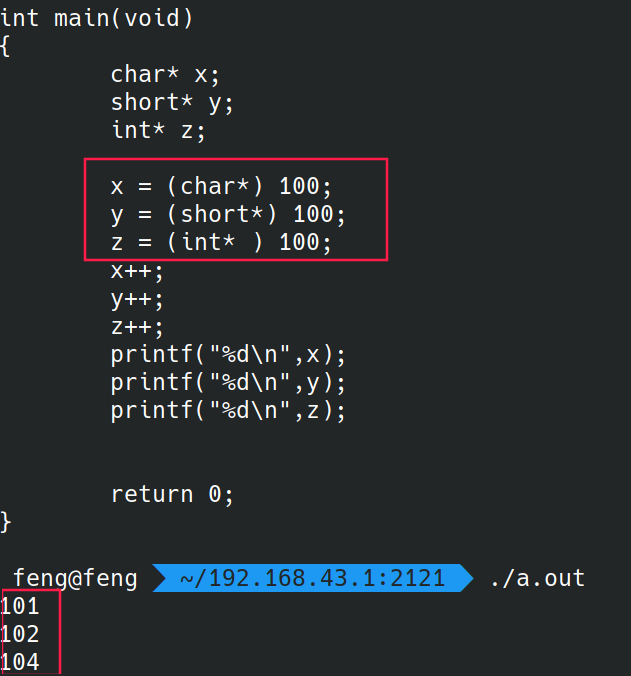 int main(void)
{
        char* x;
        short* y;
        int* z;
        x = (char*) 100;
        y = (short*) 100;
        z = (int* ) 100;
        x++;
        y++;
        z++;
        printf("%d\n",x);
        printf("%d\n",y);
        printf("%d\n",z);
        return 0;
}
feng@feng ~/192.168.43.1:2121 ./a.out
101
102
104